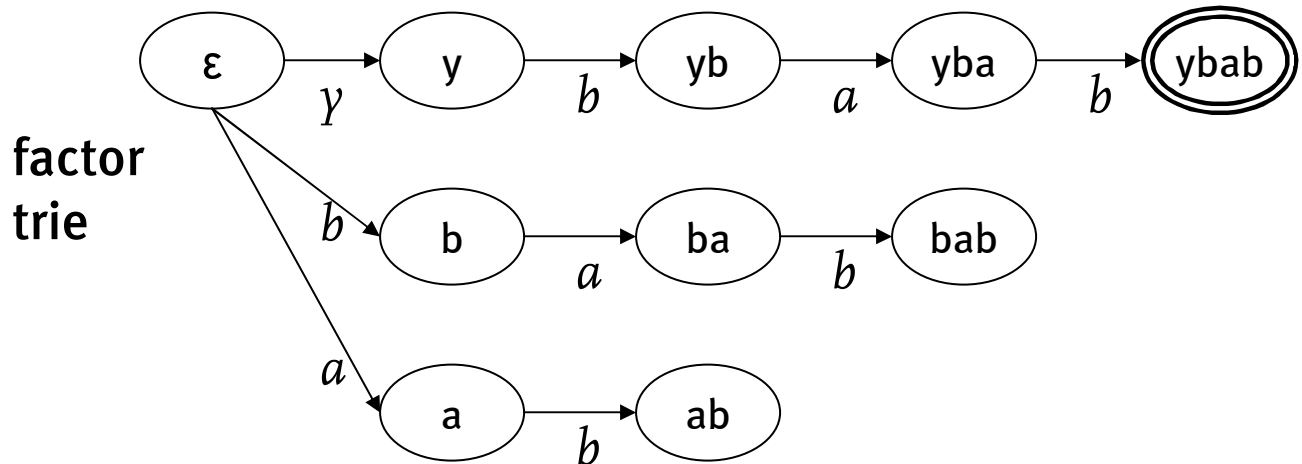 ε y yb yba ybab
γ b a b
factor
trie
b b ba bab
a b
a a ab
b